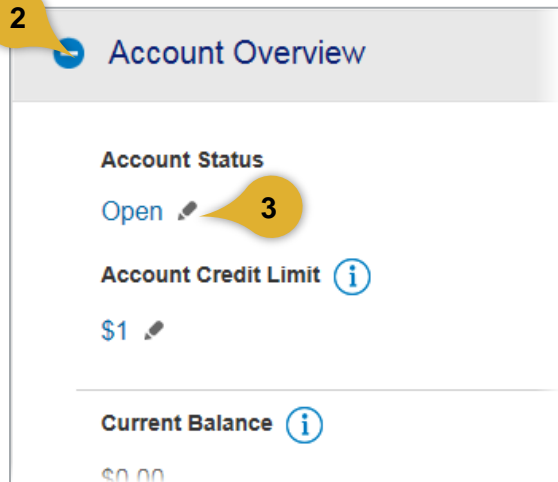 2
Account Overview
Account Status
Open
3
Account Credit Limit i
$1
Current Balance i
$0.00